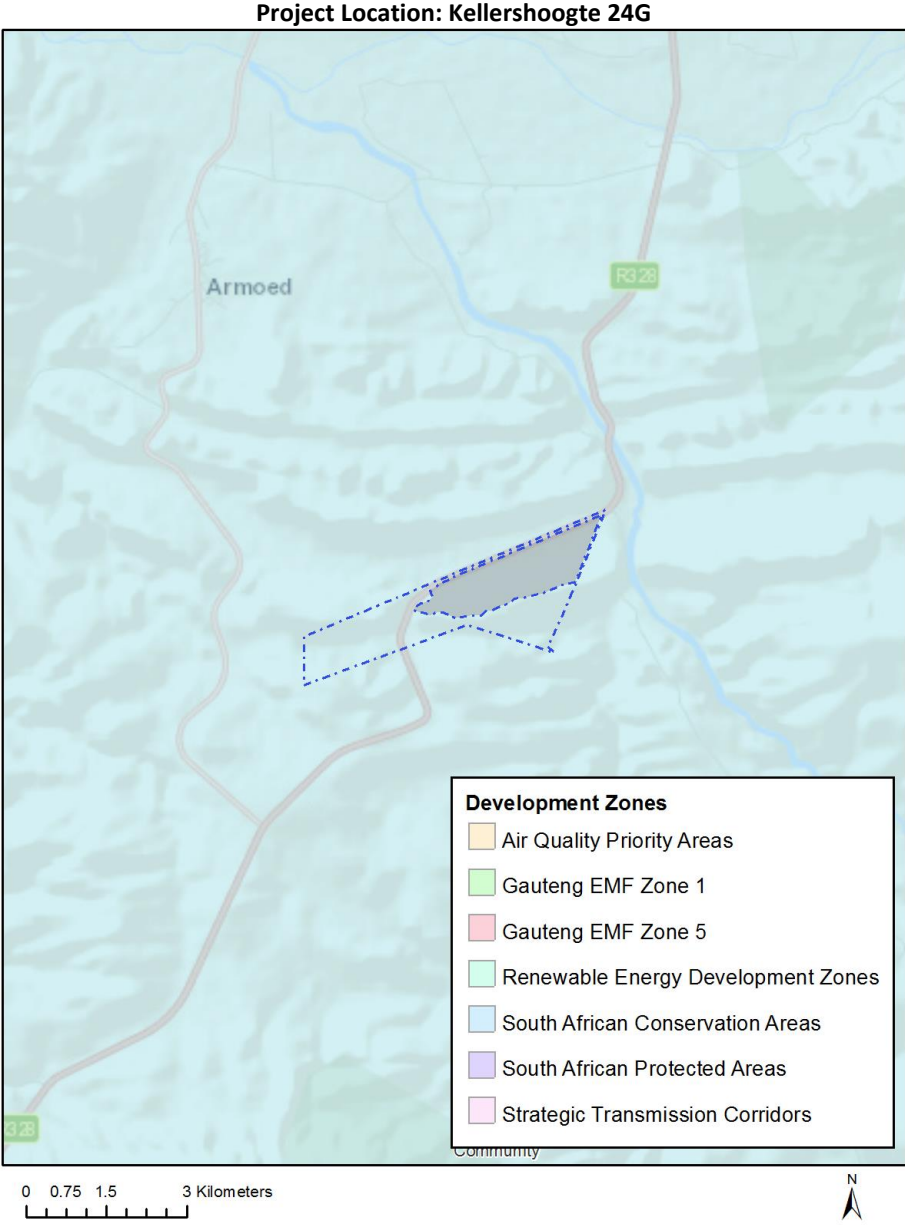 Project Location: Kellershoogte 24G
Armoed
R328
Development Zones
Air Quality Priority Areas
Gauteng EMF Zone 1
Gauteng EMF Zone 5
Renewable Energy Development Zones
South African Conservation Areas
South African Protected Areas
Strategic Transmission Corridors
328
Community
0 0.75 1.5 3 Kilometers
N